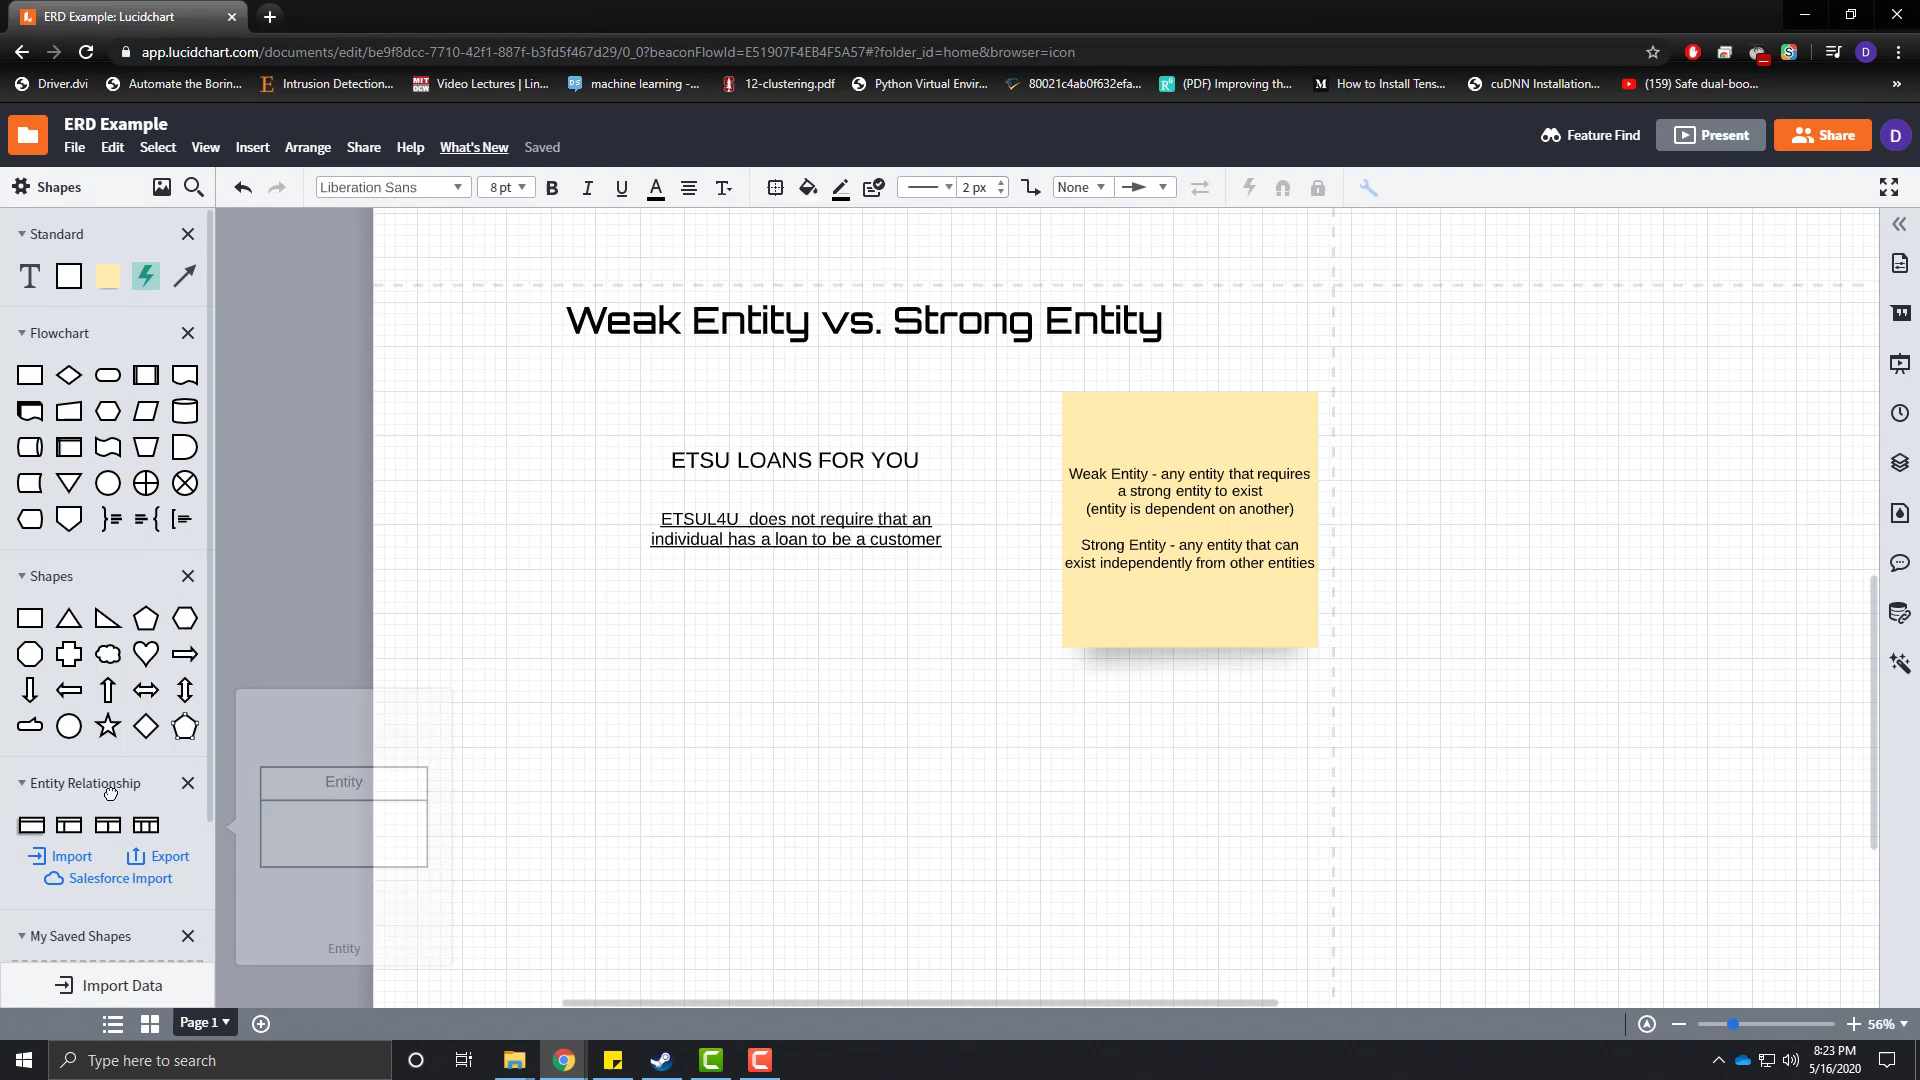 ERD Example: Lucidchart
app.lucidchart.com/documents/edit/be9f8dcc-7710-42f1-887f-b3fd5f467d29/0_0?beaconFlowId=E51907F4EB4F5A57#?folder_id=home&browser=icon
D
Driver.dvi
Automate the Borin...
Intrusion Detection...
Video Lectures | Lin...
machine learning -...
12-clustering.pdf
Python Virtual Envir...
80021c4ab0f632efa...
(PDF) Improving th...
How to Install Tens...
cuDNN Installation...
(159) Safe dual-boo...
ERD Example
File Edit Select View Insert Arrange Share Help What's New Saved
Feature Find
Present
Share
D
Shapes
Liberation Sans
8 pt
B I U A
2 px
None
Standard
Flowchart
Shapes
Entity Relationship
Import
Export
Salesforce Import
My Saved Shapes
Import Data
Entity
Entity
Weak Entity vs. Strong Entity
ETSU LOANS FOR YOU
ETSUL4U does not require that an
individual has a loan to be a customer
Weak Entity - any entity that requires
a strong entity to exist
(entity is dependent on another)
Strong Entity - any entity that can
exist independently from other entities
Page 1
56%
Type here to search
8:23 PM
5/16/2020